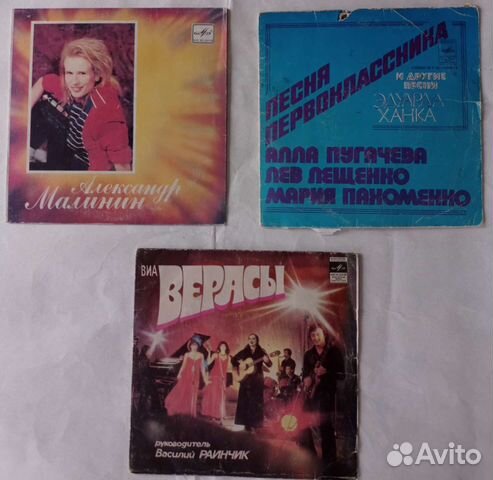 Александр
Малинин
ПЕСНЯ
ПЕРВОКЛАССНИКА
И ДРУГИЕ
ПЕСНИ
ЭДУАРДА
ХАНКА
АЛЛА ПУГАЧЕВА
ЛЕВ ЛЕЩЕНКО
МАРИЯ ПАХОМЕНКО
ВИА
ВЕРАСЫ
руководитель
Василий РАИНЧИК
Avito